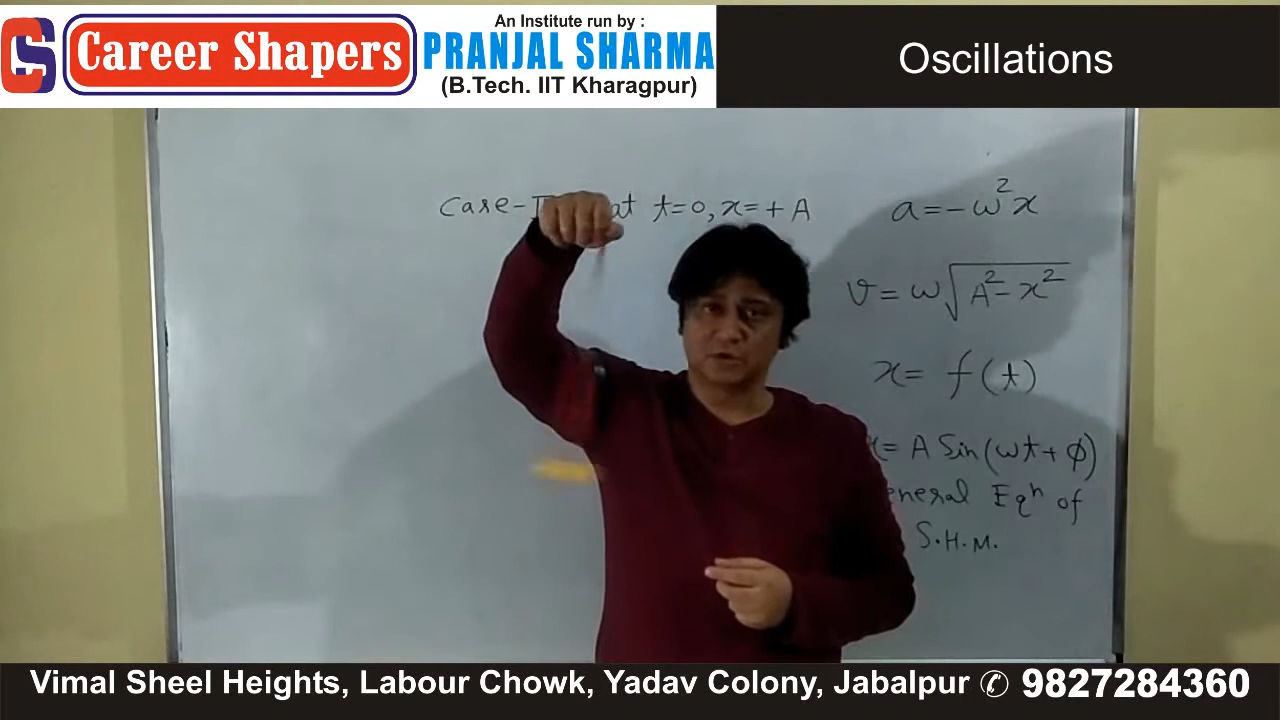 Career Shapers
An Institute run by :
PRANJAL SHARMA
(B.Tech. IIT Kharagpur)
Oscillations
at t=0, x=+A
a=-ω²x
v=ω√(A²-x²)
x= f(t)
x= A Sin(ωt+φ)
Eqⁿ of
S.H.M.
Vimal Sheel Heights, Labour Chowk, Yadav Colony, Jabalpur ✆ 9827284360